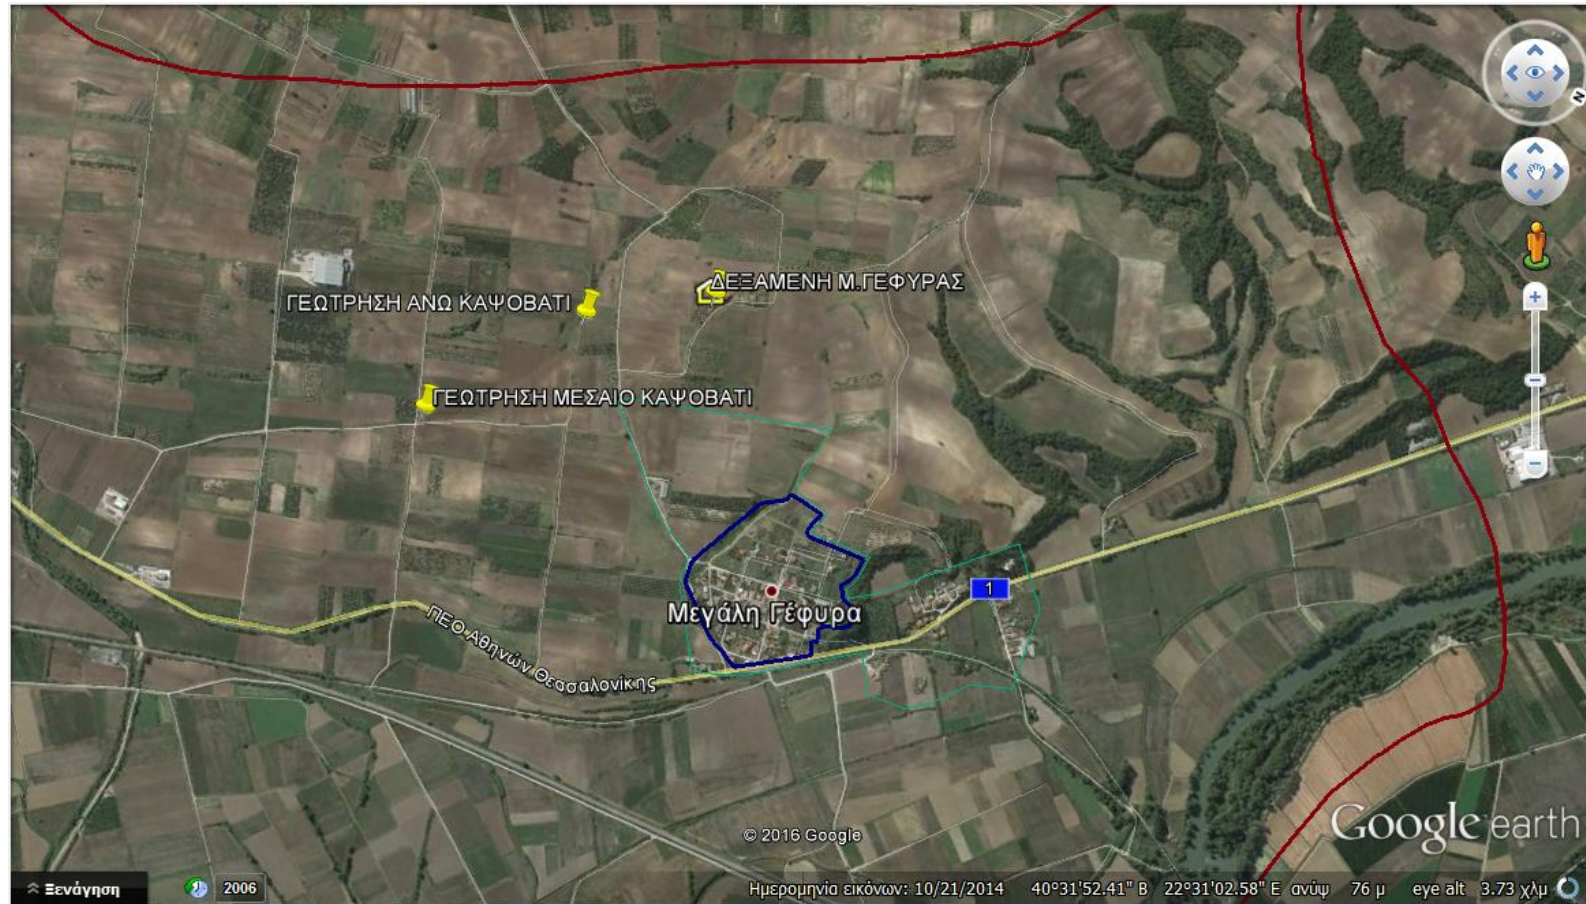 N
ΔΕΞΑΜΕΝΗ Μ.ΓΕΦΥΡΑΣ
ΓΕΩΤΡΗΣΗ ΑΝΩ ΚΑΨΟΒΑΤΙ
ΓΕΩΤΡΗΣΗ ΜΕΣΑΙΟ ΚΑΨΟΒΑΤΙ
1
Μεγάλη Γέφυρα
ΠΕΟ Αθηνών Θεσσαλονίκης
© 2016 Google
Google earth
Ξενάγηση
2006
Ημερομηνία εικόνων: 10/21/2014 40°31'52.41" Β 22°31'02.58" Ε ανύψ 76 μ eye alt 3.73 χλμ